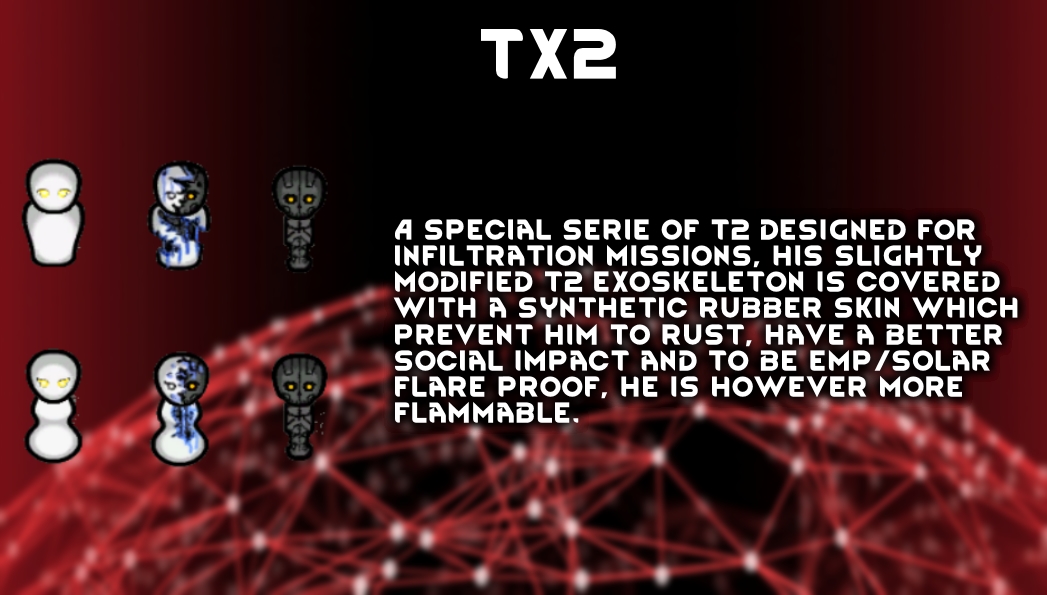 TX2
A SPECIAL SERIE OF T2 DESIGNED FOR
INFILTRATION MISSIONS, HIS SLIGHTLY
MODIFIED T2 EXOSKELETON IS COVERED
WITH A SYNTHETIC RUBBER SKIN WHICH
PREVENT HIM TO RUST, HAVE A BETTER
SOCIAL IMPACT AND TO BE EMP/SOLAR
FLARE PROOF, HE IS HOWEVER MORE
FLAMMABLE.